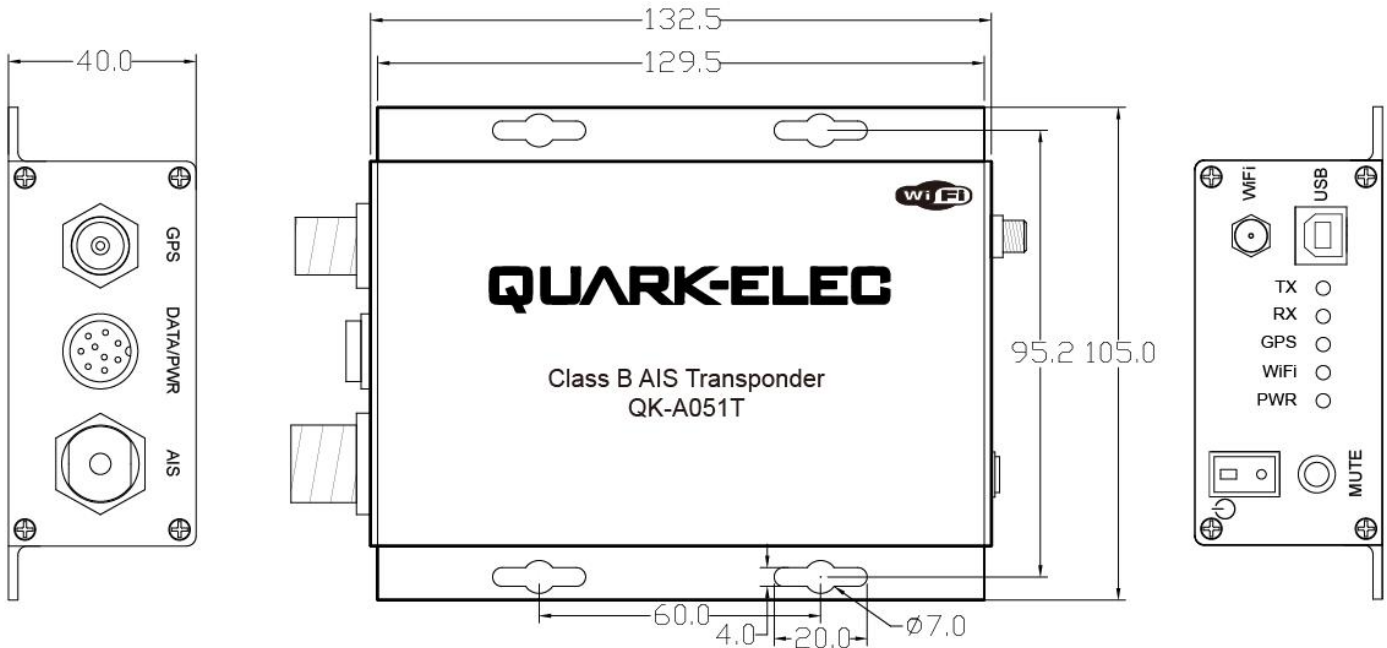 132.5
129.5
40.0
GPS
DATA/PWR
AIS
WiFi
QUARK-ELEC
Class B AIS Transponder
QK-A051T
95.2
105.0
60.0
4.0
20.0
Ø7.0
WiFi
USB
TX
RX
GPS
WiFi
PWR
MUTE